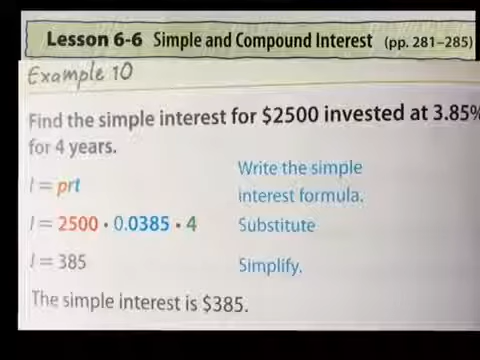 Lesson 6-6 Simple and Compound Interest (pp. 281–285)
Example 10
Find the simple interest for $2500 invested at 3.85%
for 4 years.
I = prt Write the simple
interest formula.
I = 2500 · 0.0385 · 4 Substitute
I = 385 Simplify.
The simple interest is $385.